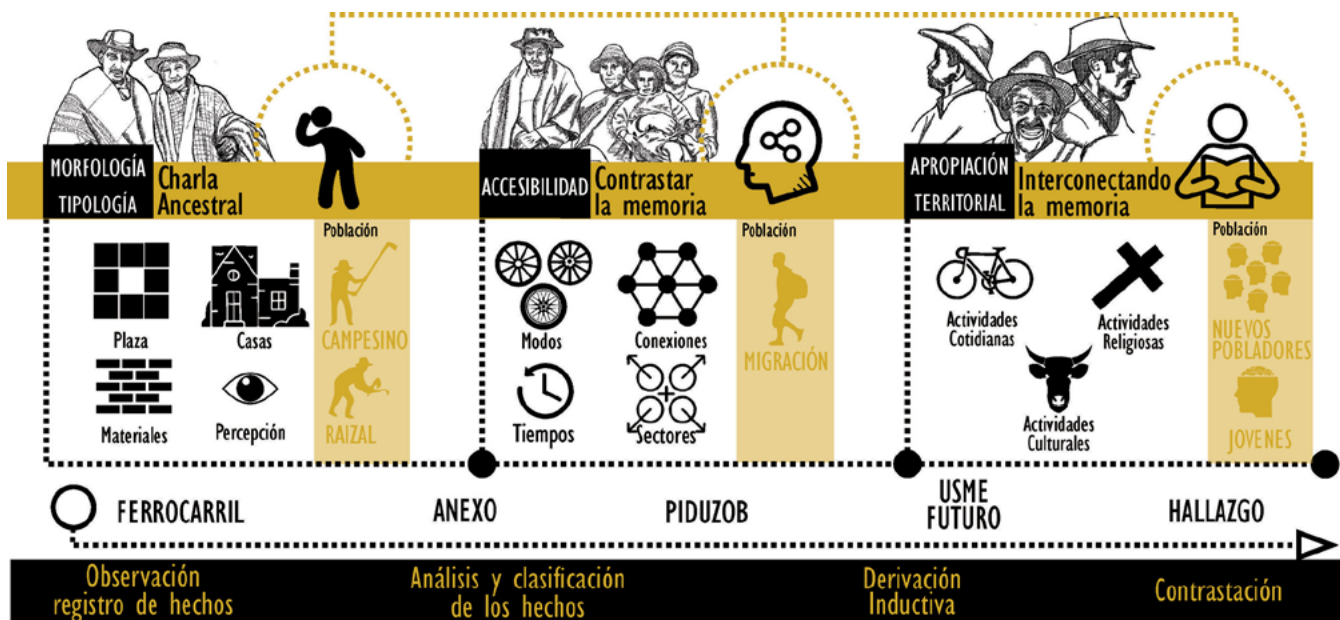 MORFOLOGÍA
TIPOLOGÍA
Charla
Ancestral
Población
Plaza
Casas
Materiales
Percepción
CAMPESINO
RAIZAL
ACCESIBILIDAD
Contrastar
la memoria
Población
Modos
Conexiones
Tiempos
Sectores
MIGRACIÓN
APROPIACIÓN
TERRITORIAL
Interconectando
la memoria
Población
Actividades
Cotidianas
Actividades
Religiosas
Actividades
Culturales
NUEVOS
POBLADORES
JOVENES
FERROCARRIL
ANEXO
PIDUZOB
USME
FUTURO
HALLAZGO
Observación
registro de hechos
Análisis y clasificación
de los hechos
Derivación
Inductiva
Contrastación